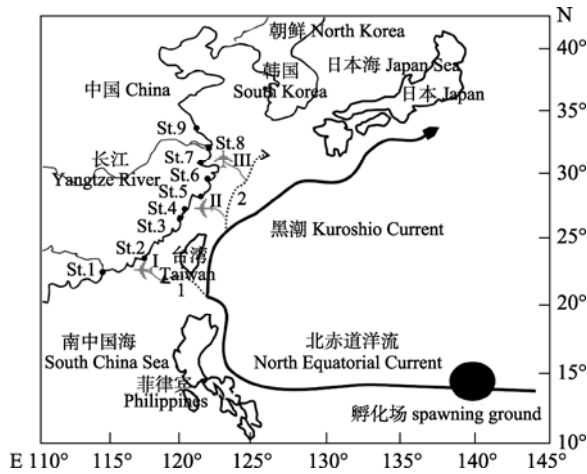 N
朝鲜 North Korea
40°
韩国
South Korea
日本海 Japan Sea
日本 Japan
中国 China
35°
St.9
St.8
长江
Yangtze River
St.7
III
30°
St.6
St.5
II
2
St.4
St.3
黑潮 Kuroshio Current
25°
St.2
I
台湾
Taiwan
St.1
1
20°
南中国海
South China Sea
北赤道洋流
North Equatorial Current
15°
菲律宾
Philippines
孵化场 spawning ground
10°
E 110° 115° 120° 125° 130° 135° 140° 145°